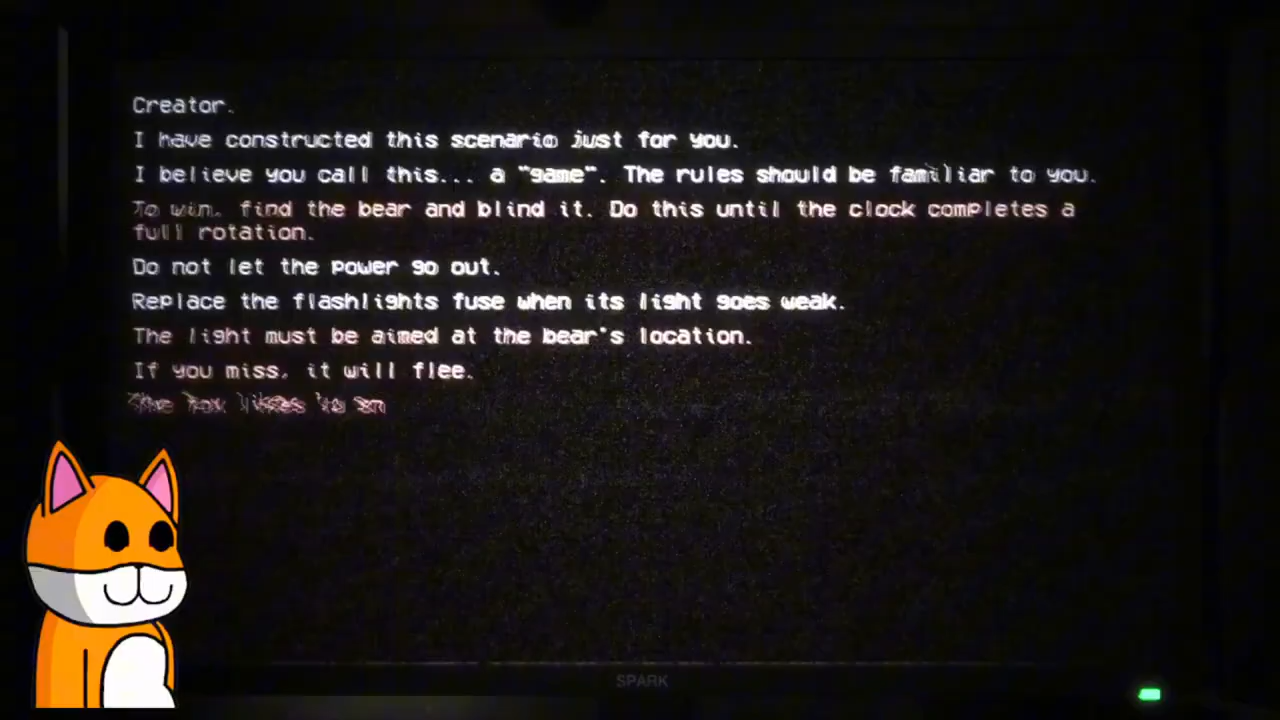 Creator.
I have constructed this scenario just for you.
I believe you call this... a "game". The rules should be familiar to you.
To win, find the bear and blind it. Do this until the clock completes a
full rotation.
Do not let the power go out.
Replace the flashlights fuse when its light goes weak.
The light must be aimed at the bear's location.
If you miss, it will flee.
SPARK